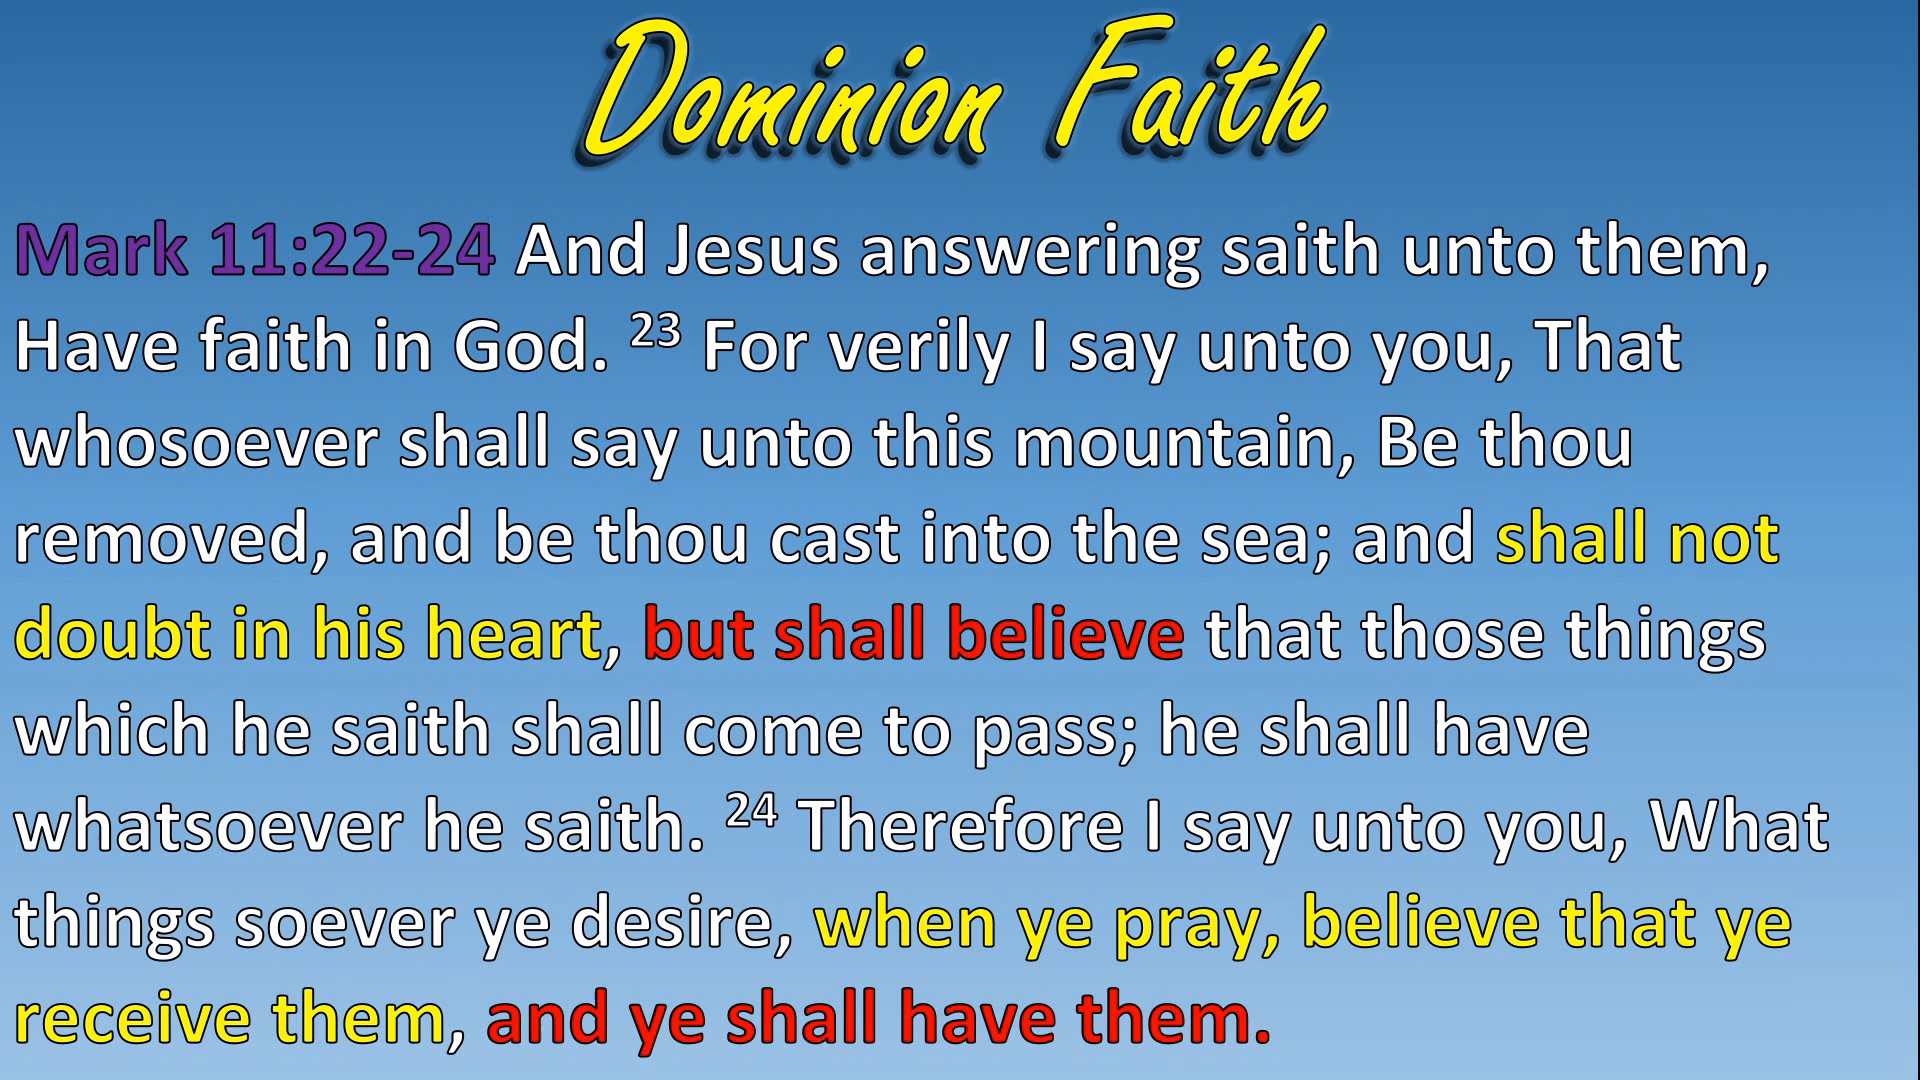 Dominion Faith
Mark 11:22-24 And Jesus answering saith unto them,
Have faith in God. 23 For verily I say unto you, That
whosoever shall say unto this mountain, Be thou
removed, and be thou cast into the sea; and shall not
doubt in his heart, but shall believe that those things
which he saith shall come to pass; he shall have
whatsoever he saith. 24 Therefore I say unto you, What
things soever ye desire, when ye pray, believe that ye
receive them, and ye shall have them.